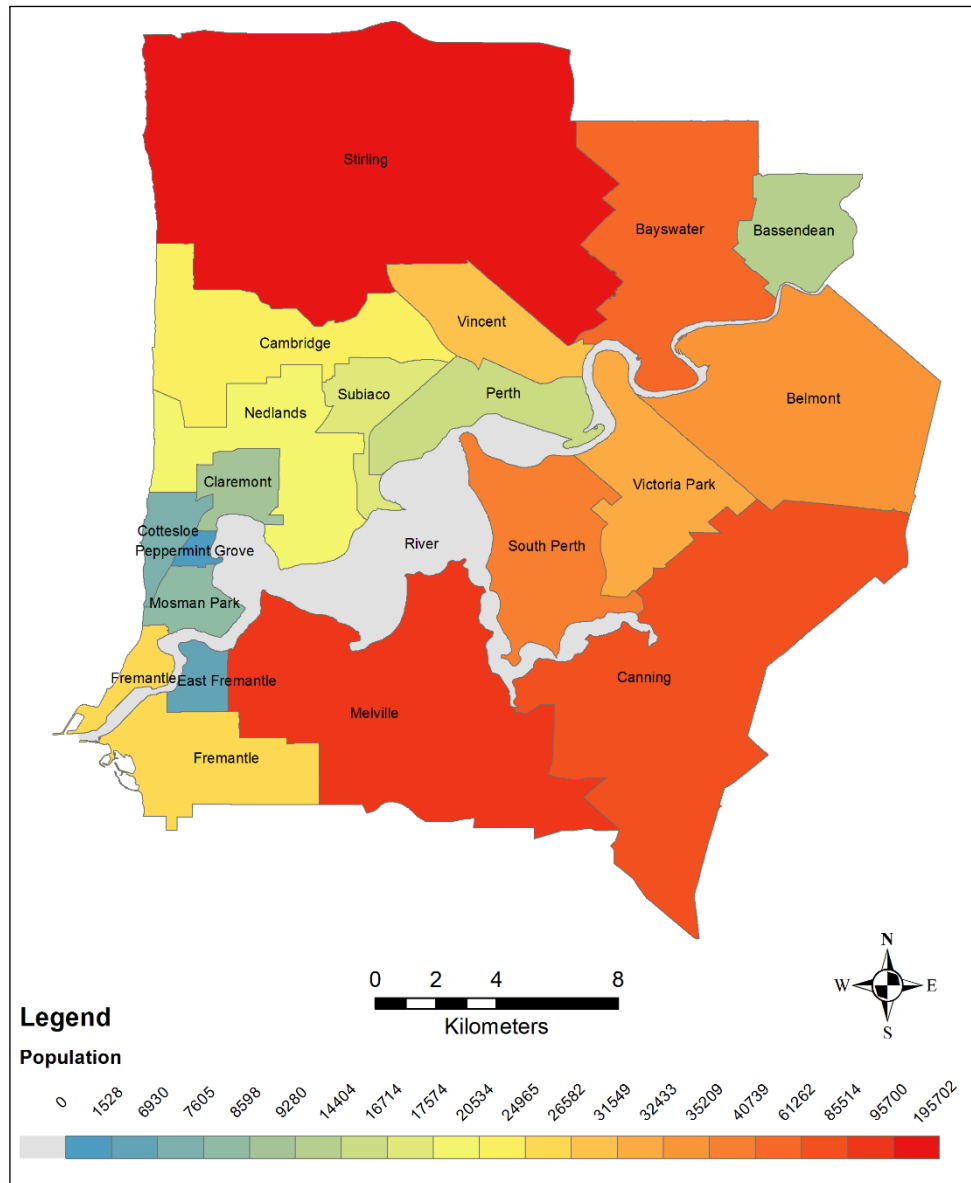 Stirling
Bayswater
Bassendean
Vincent
Cambridge
Subiaco
Perth
Belmont
Nedlands
Claremont
Victoria Park
Cottesloe
River
South Perth
Peppermint Grove
Mosman Park
Fremantle
East Fremantle
Canning
Melville
Fremantle
N
W E
S
0 2 4 8
Kilometers
Legend
Population
0 1528 6930 7605 8598 9280 14404 16714 17574 20534 24965 26582 31549 32433 35209 40739 61262 85514 95700 195702